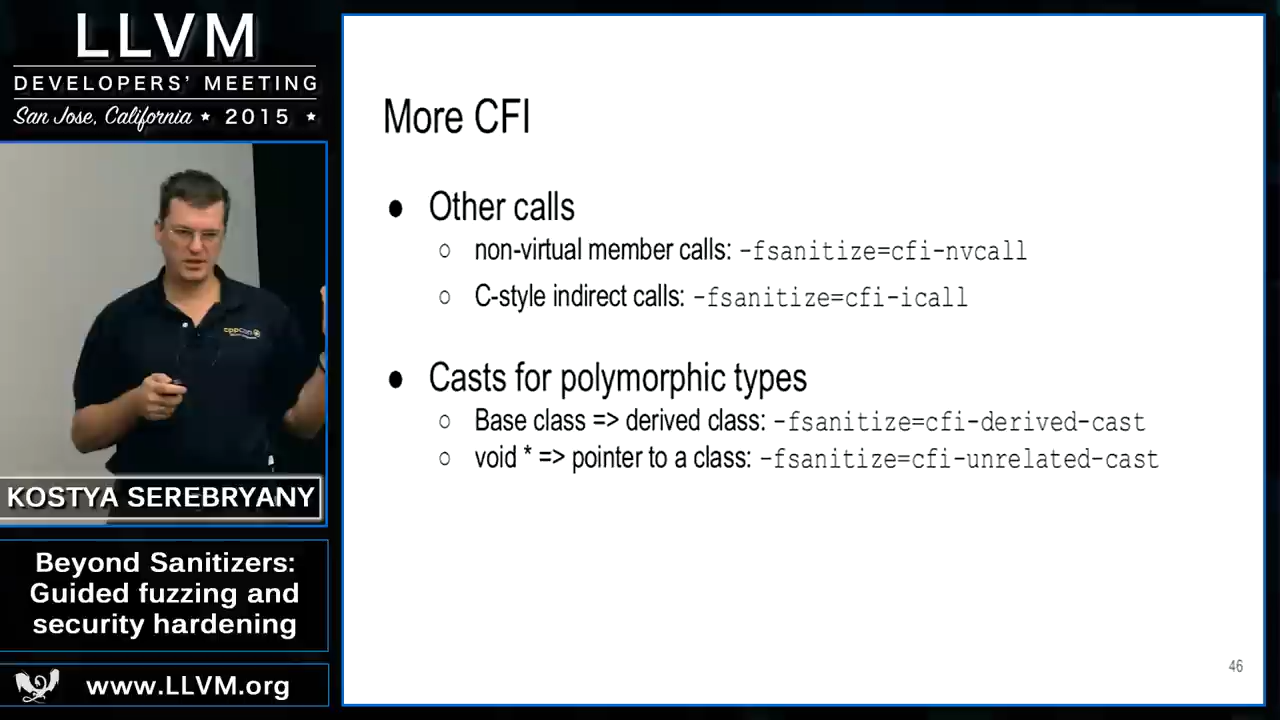 LLVM
DEVELOPERS' MEETING
San Jose, California ★ 2015 ★
KOSTYA SEREBRYANY
Beyond Sanitizers:
Guided fuzzing and
security hardening
www.LLVM.org
More CFI
● Other calls
○ non-virtual member calls: -fsanitize=cfi-nvcall
○ C-style indirect calls: -fsanitize=cfi-icall
● Casts for polymorphic types
○ Base class => derived class: -fsanitize=cfi-derived-cast
○ void * => pointer to a class: -fsanitize=cfi-unrelated-cast
46